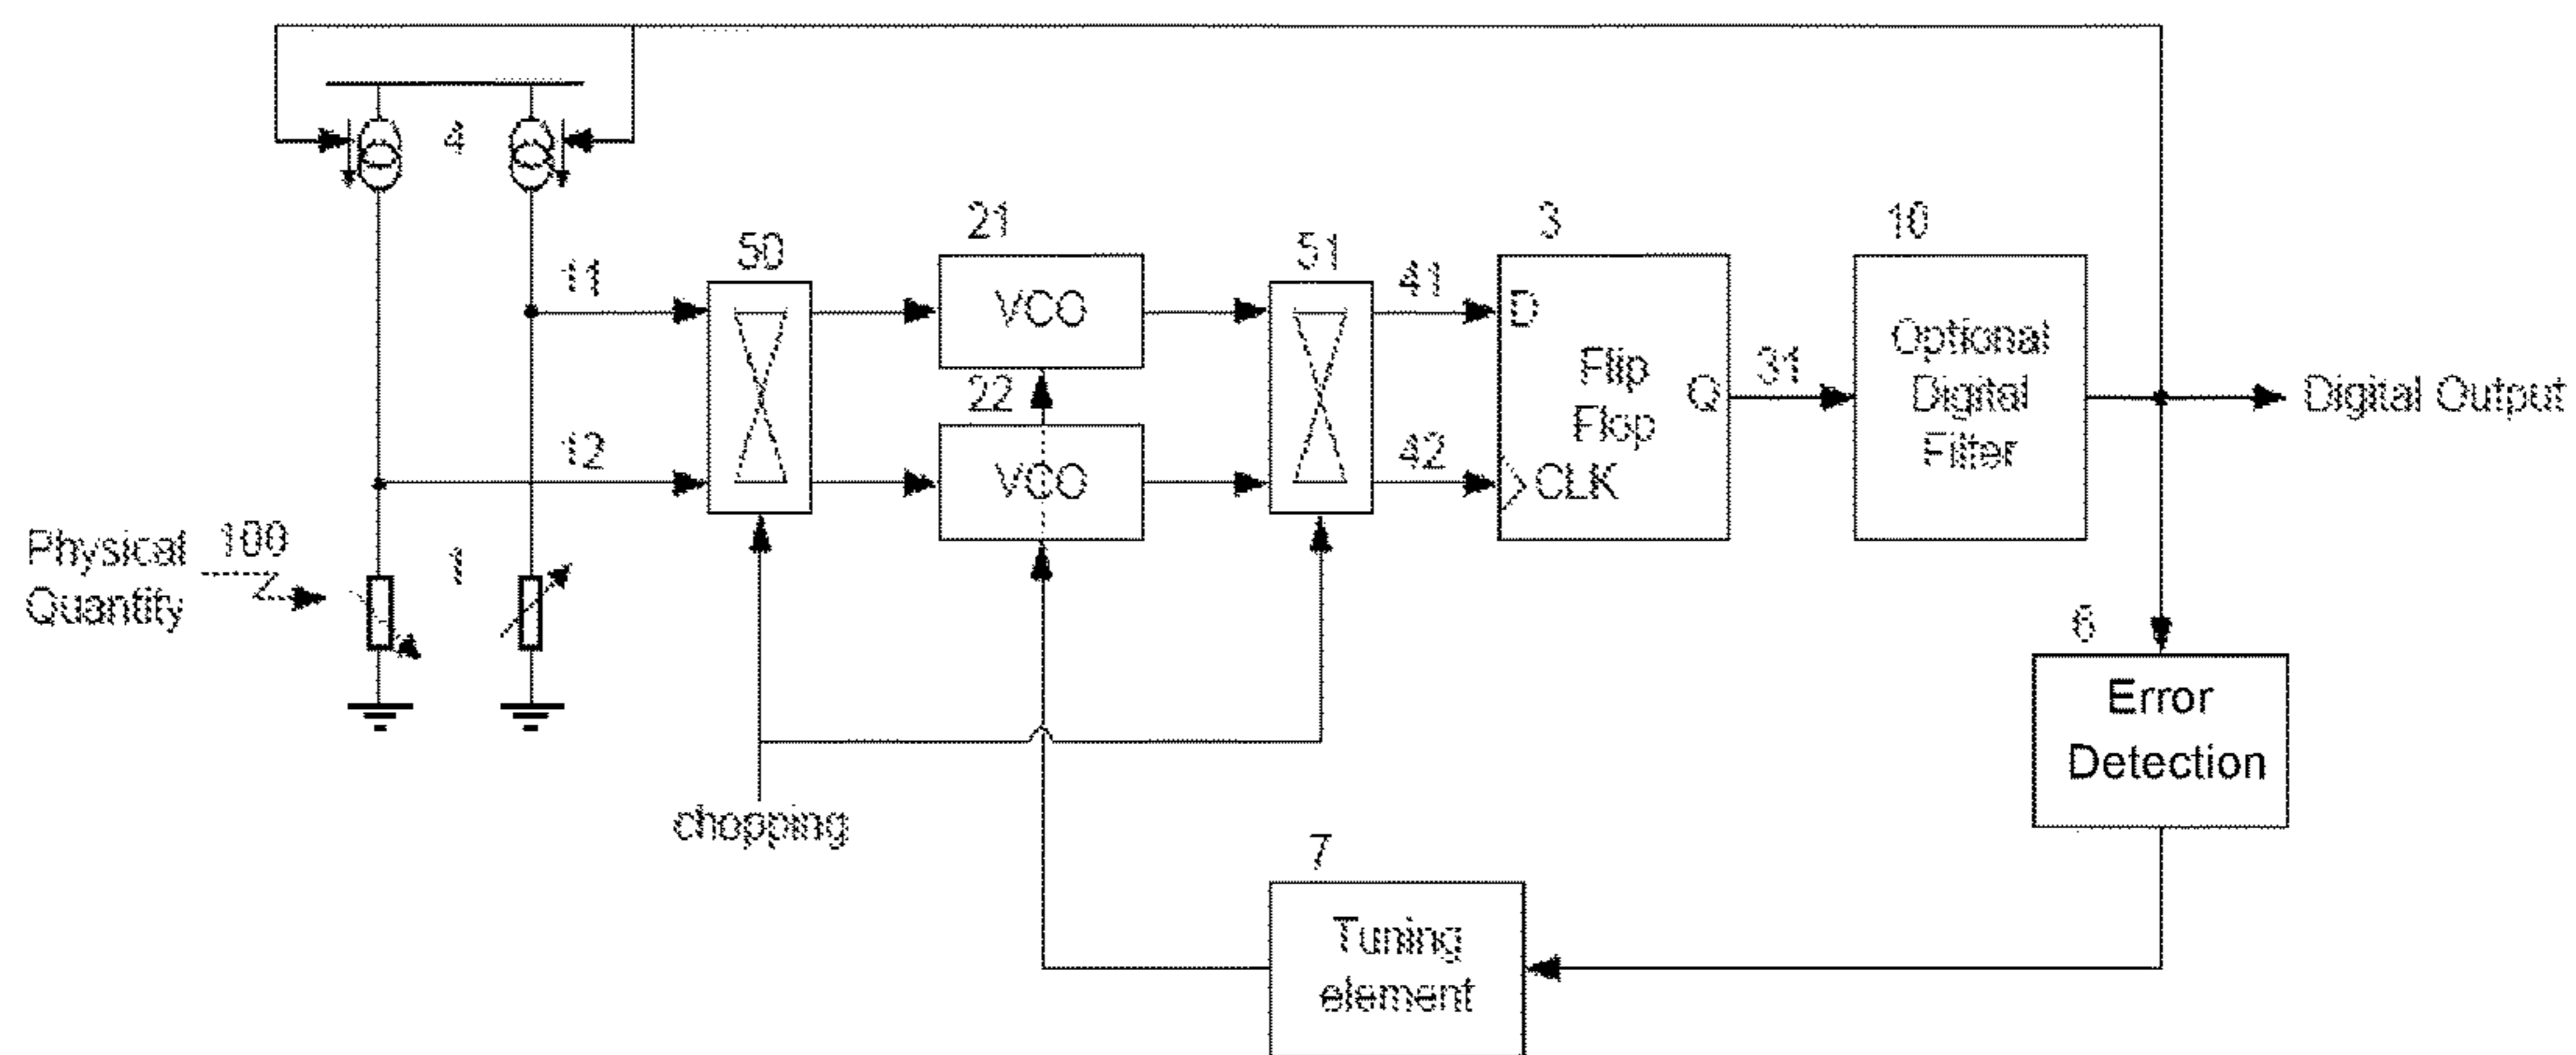 4
21
3
10
50
51
11
41
VCO
D
Optional
Digital
Filter
Flip
Flop
Q
31
Digital Output
22
12
42
VCO
CLK
Physical
Quantity
100
1
6
Error
Detection
chopping
7
Tuning
element